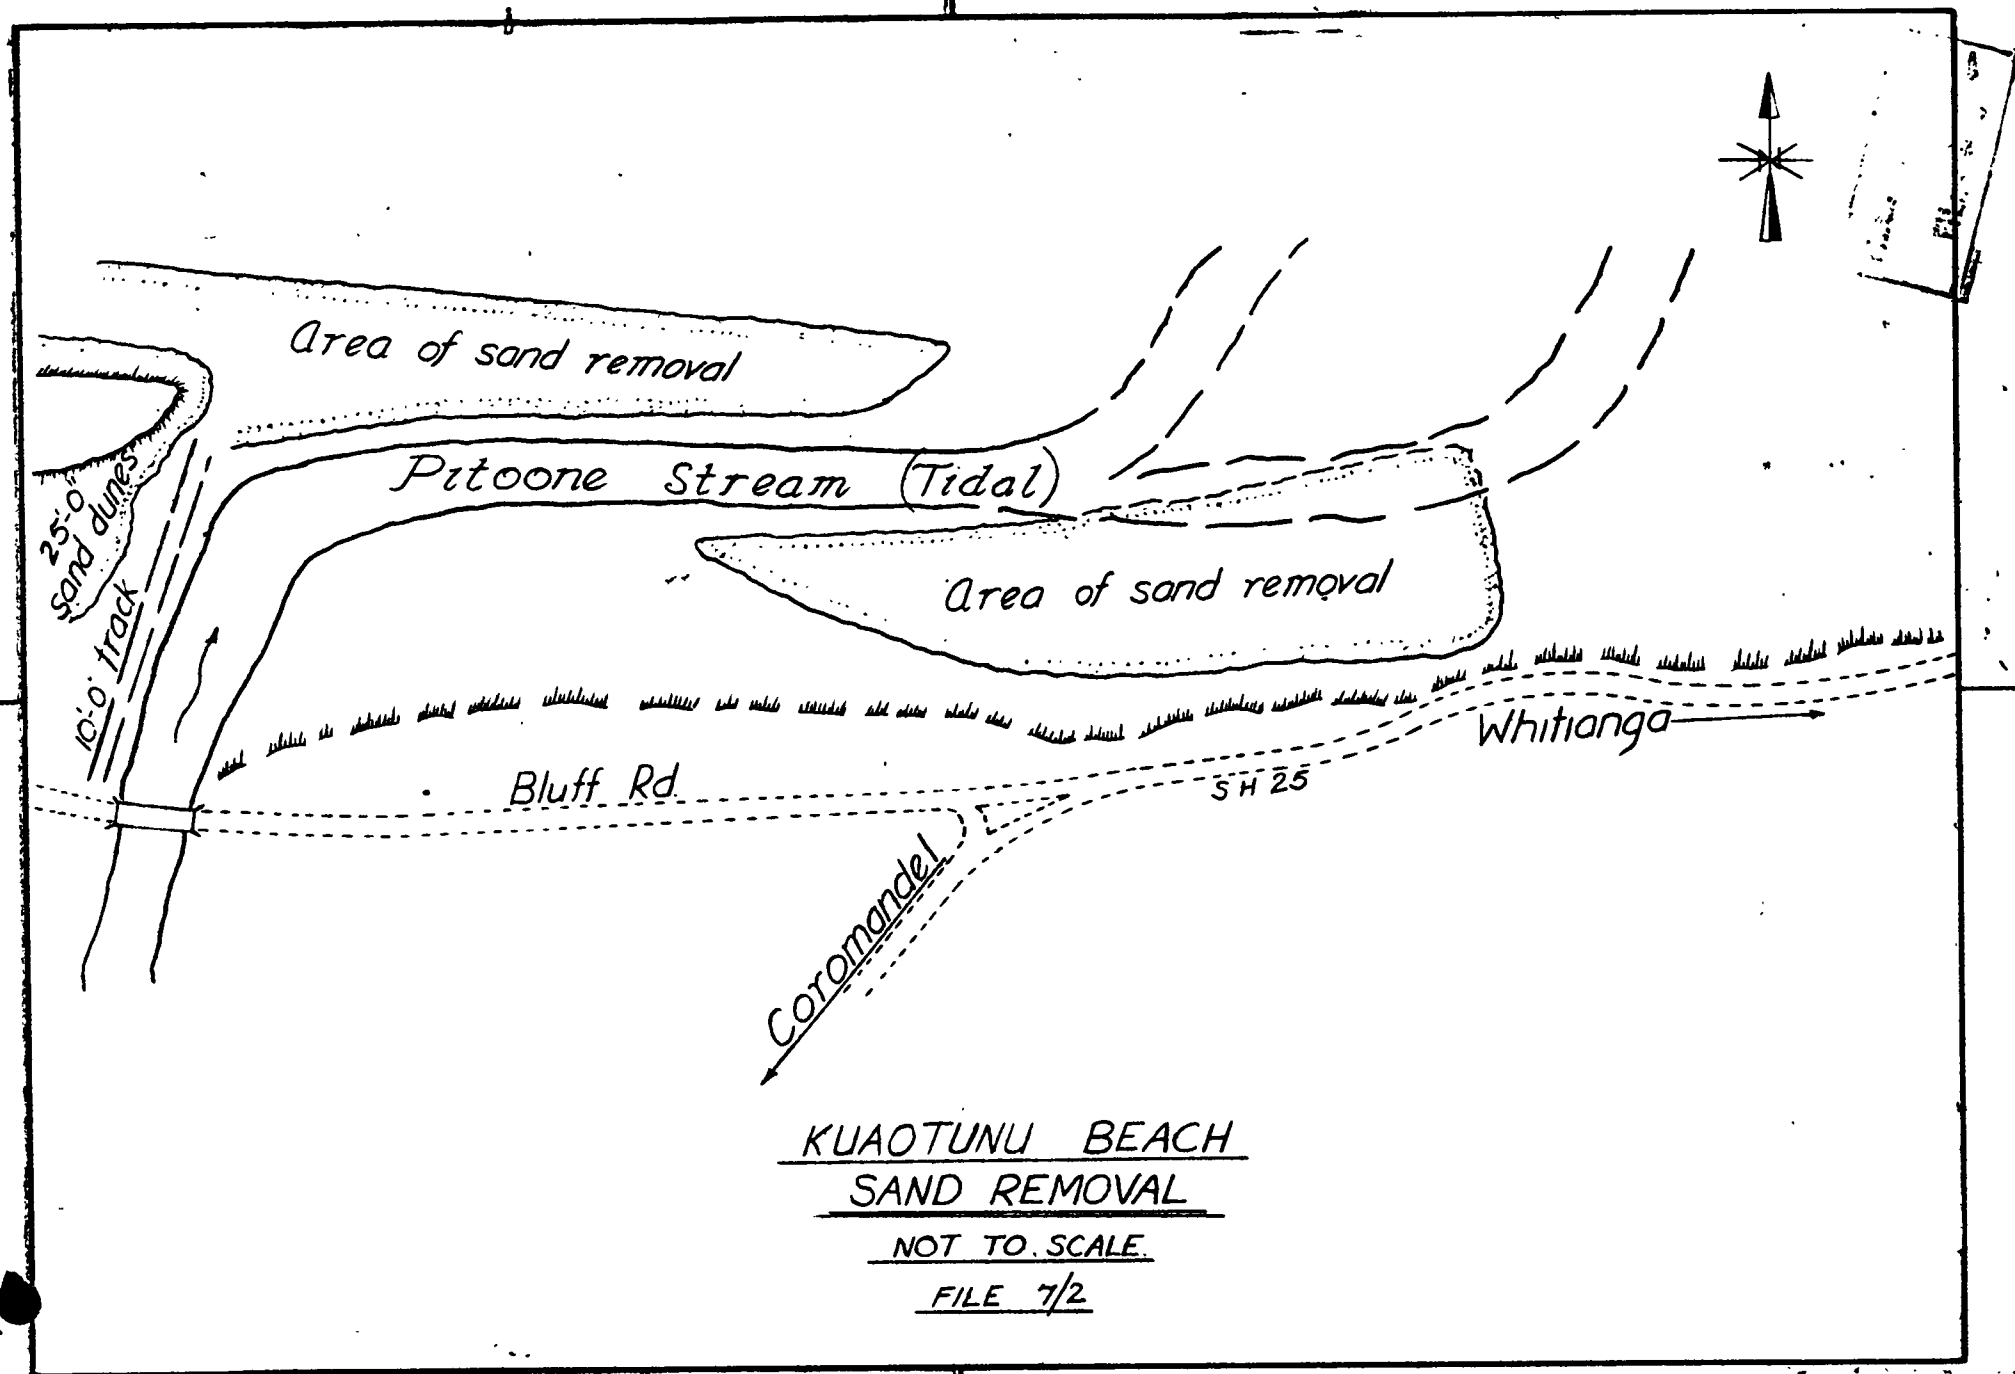 Area of sand removal
Pitoone Stream (Tidal)
25'-0"
sand dunes
10'-0" track
Area of sand removal
Whitianga
Bluff Rd.
SH 25
Coromandel
KUAOTUNU BEACH
SAND REMOVAL
NOT TO SCALE.
FILE 7/2